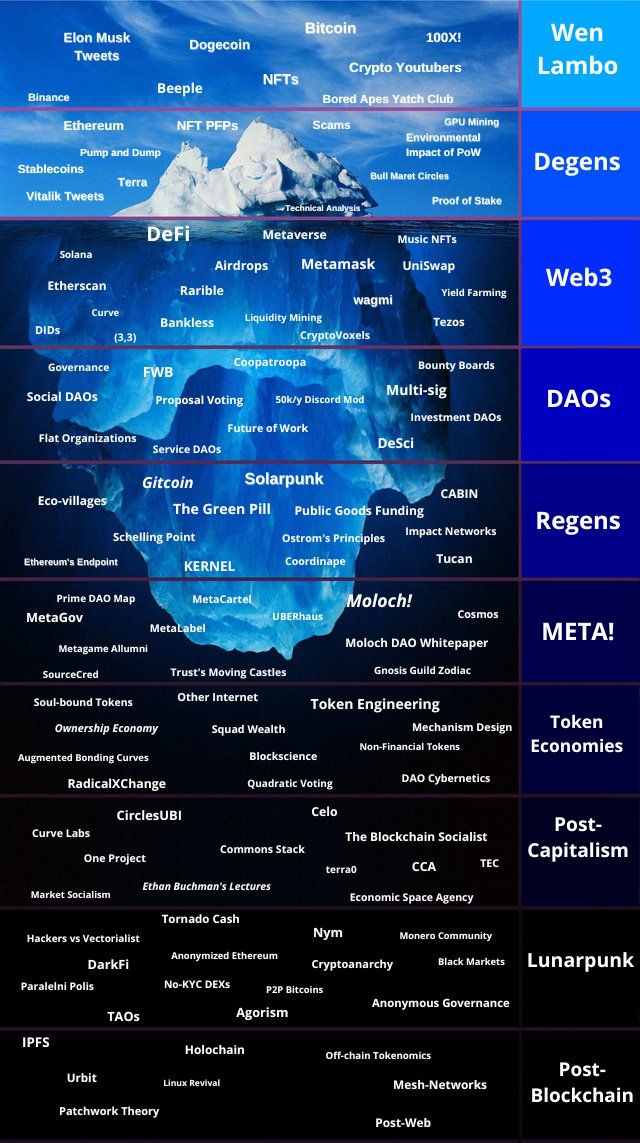 Elon Musk
Tweets
Dogecoin
Bitcoin
100X!
Crypto Youtubers
NFTs
Beeple
Binance
Bored Apes Yatch Club
Wen
Lambo
Ethereum
NFT PFPs
Scams
GPU Mining
Environmental
Impact of PoW
Pump and Dump
Stablecoins
Terra
Bull Maret Circles
Vitalik Tweets
Technical Analysis
Proof of Stake
Degens
DeFi
Metaverse
Music NFTs
Solana
Airdrops
Metamask
UniSwap
Etherscan
Rarible
wagmi
Yield Farming
Curve
Liquidity Mining
DIDs
(3,3)
Bankless
CryptoVoxels
Tezos
Web3
Governance
FWB
Coopatroopa
Bounty Boards
Social DAOs
Proposal Voting
50k/y Discord Mod
Multi-sig
Investment DAOs
Flat Organizations
Future of Work
Service DAOs
DeSci
DAOs
Gitcoin
Solarpunk
CABIN
Eco-villages
The Green Pill
Public Goods Funding
Schelling Point
Ostrom's Principles
Impact Networks
Ethereum's Endpoint
KERNEL
Coordinape
Tucan
Regens
Prime DAO Map
MetaCartel
Moloch!
MetaGov
MetaLabel
UBERhaus
Cosmos
Metagame Allumni
Moloch DAO Whitepaper
SourceCred
Trust's Moving Castles
Gnosis Guild Zodiac
META!
Soul-bound Tokens
Other Internet
Token Engineering
Ownership Economy
Squad Wealth
Mechanism Design
Non-Financial Tokens
Augmented Bonding Curves
Blockscience
RadicalXChange
Quadratic Voting
DAO Cybernetics
Token
Economies
CirclesUBI
Celo
Curve Labs
The Blockchain Socialist
One Project
Commons Stack
terra0
CCA
TEC
Market Socialism
Ethan Buchman's Lectures
Economic Space Agency
Post-
Capitalism
Tornado Cash
Hackers vs Vectorialist
Nym
Monero Community
DarkFi
Anonymized Ethereum
Cryptoanarchy
Black Markets
Paralelni Polis
No-KYC DEXs
P2P Bitcoins
TAOs
Agorism
Anonymous Governance
Lunarpunk
IPFS
Holochain
Off-chain Tokenomics
Urbit
Linux Revival
Mesh-Networks
Patchwork Theory
Post-Web
Post-
Blockchain